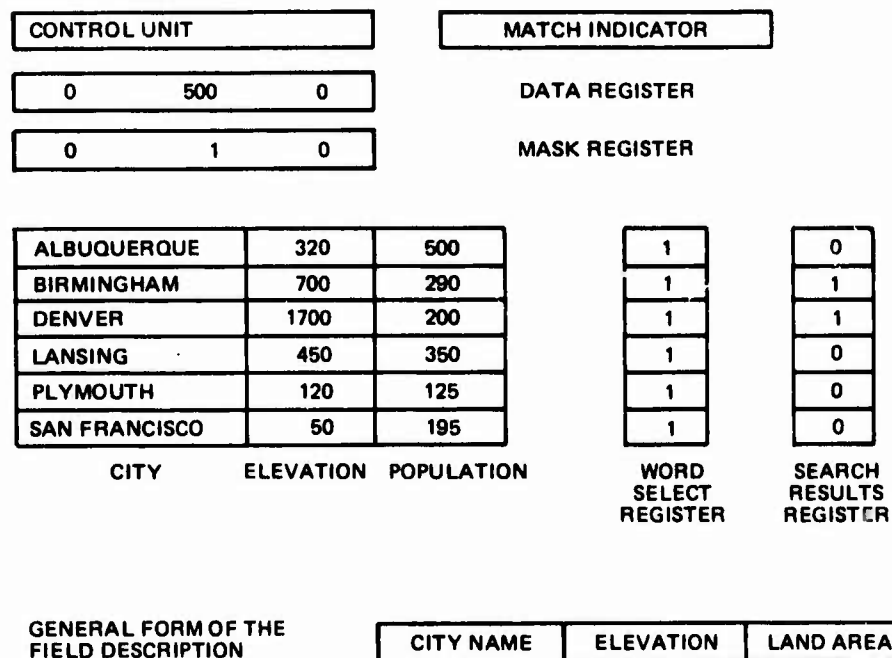 CONTROL UNIT MATCH INDICATOR
0 500 0 DATA REGISTER
0 1 0 MASK REGISTER
ALBUQUERQUE 320 500 1 0
BIRMINGHAM 700 290 1 1
DENVER 1700 200 1 1
LANSING 450 350 1 0
PLYMOUTH 120 125 1 0
SAN FRANCISCO 50 195 1 0
CITY ELEVATION POPULATION WORD SELECT REGISTER SEARCH RESULTS REGISTER
GENERAL FORM OF THE
FIELD DESCRIPTION CITY NAME ELEVATION LAND AREA